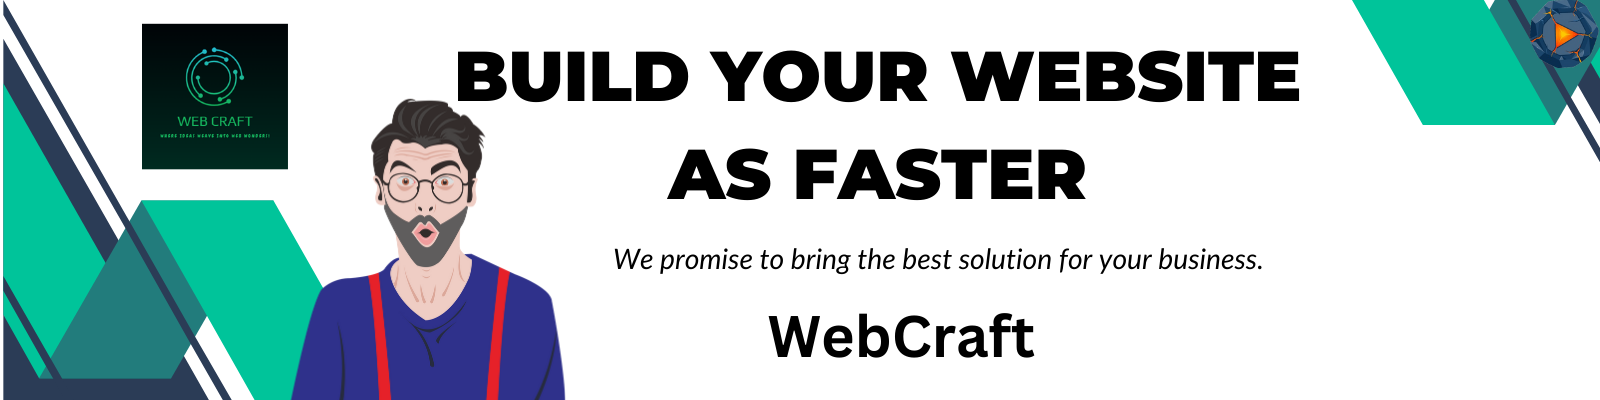 WEB CRAFT
WHERE IDEAS WEAVE INTO WEB WONDERS!
BUILD YOUR WEBSITE
AS FASTER
We promise to bring the best solution for your business.
WebCraft